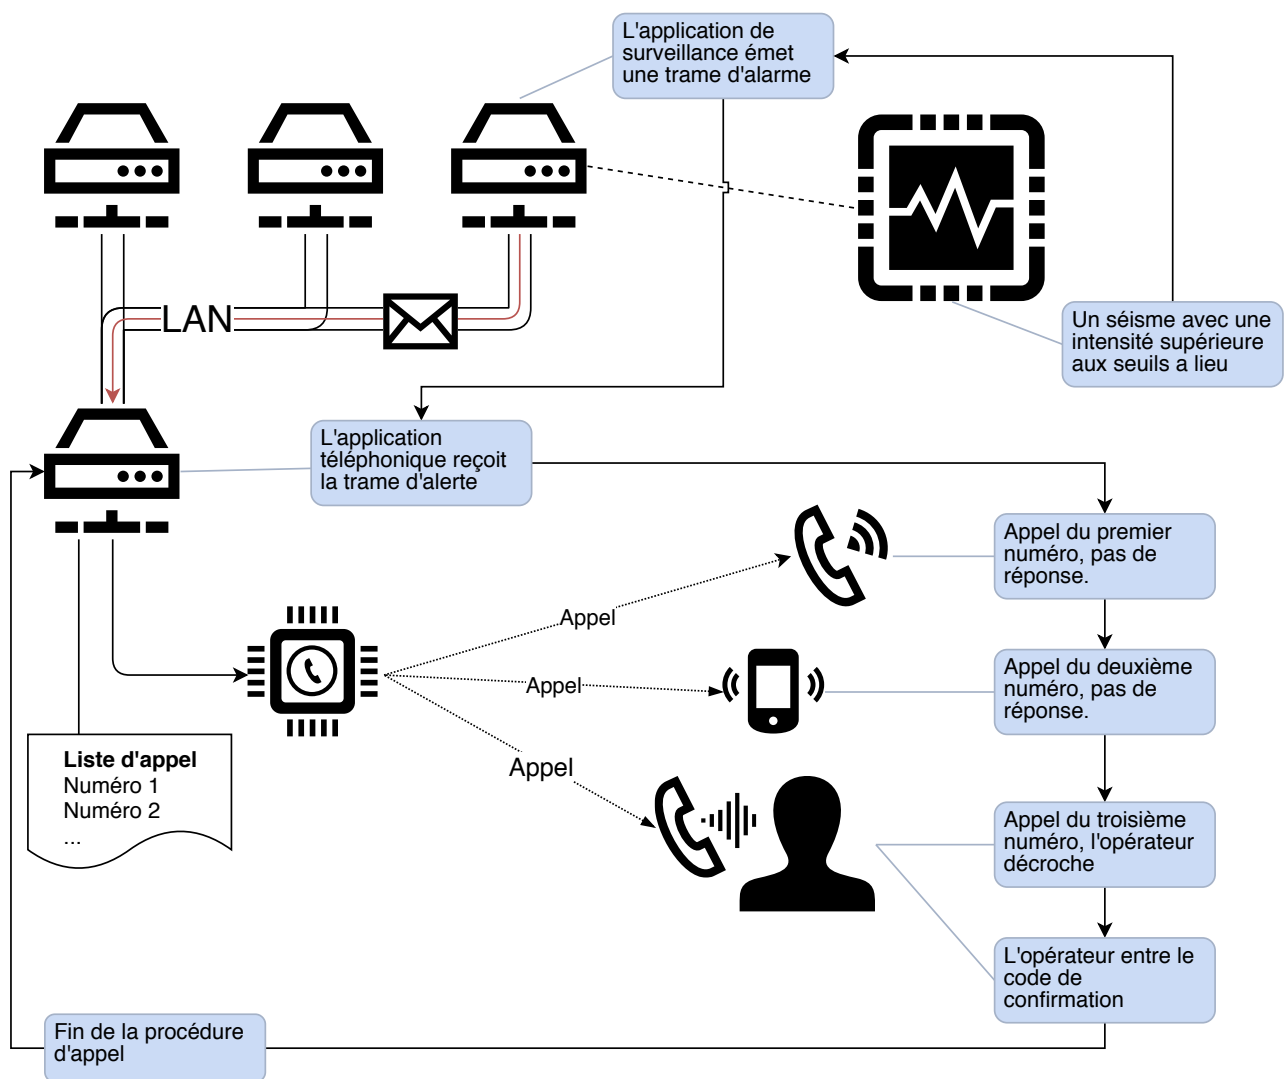 L'application de
surveillance émet
une trame d'alarme
Un séisme avec une
intensité supérieure
aux seuils a lieu
LAN
L'application
téléphonique reçoit
la trame d'alerte
Appel du premier
numéro, pas de
réponse.
Appel
Appel du deuxième
numéro, pas de
réponse.
Appel
Liste d'appel
Numéro 1
Numéro 2
...
Appel
Appel du troisième
numéro, l'opérateur
décroche
L'opérateur entre le
code de
confirmation
Fin de la procédure
d'appel